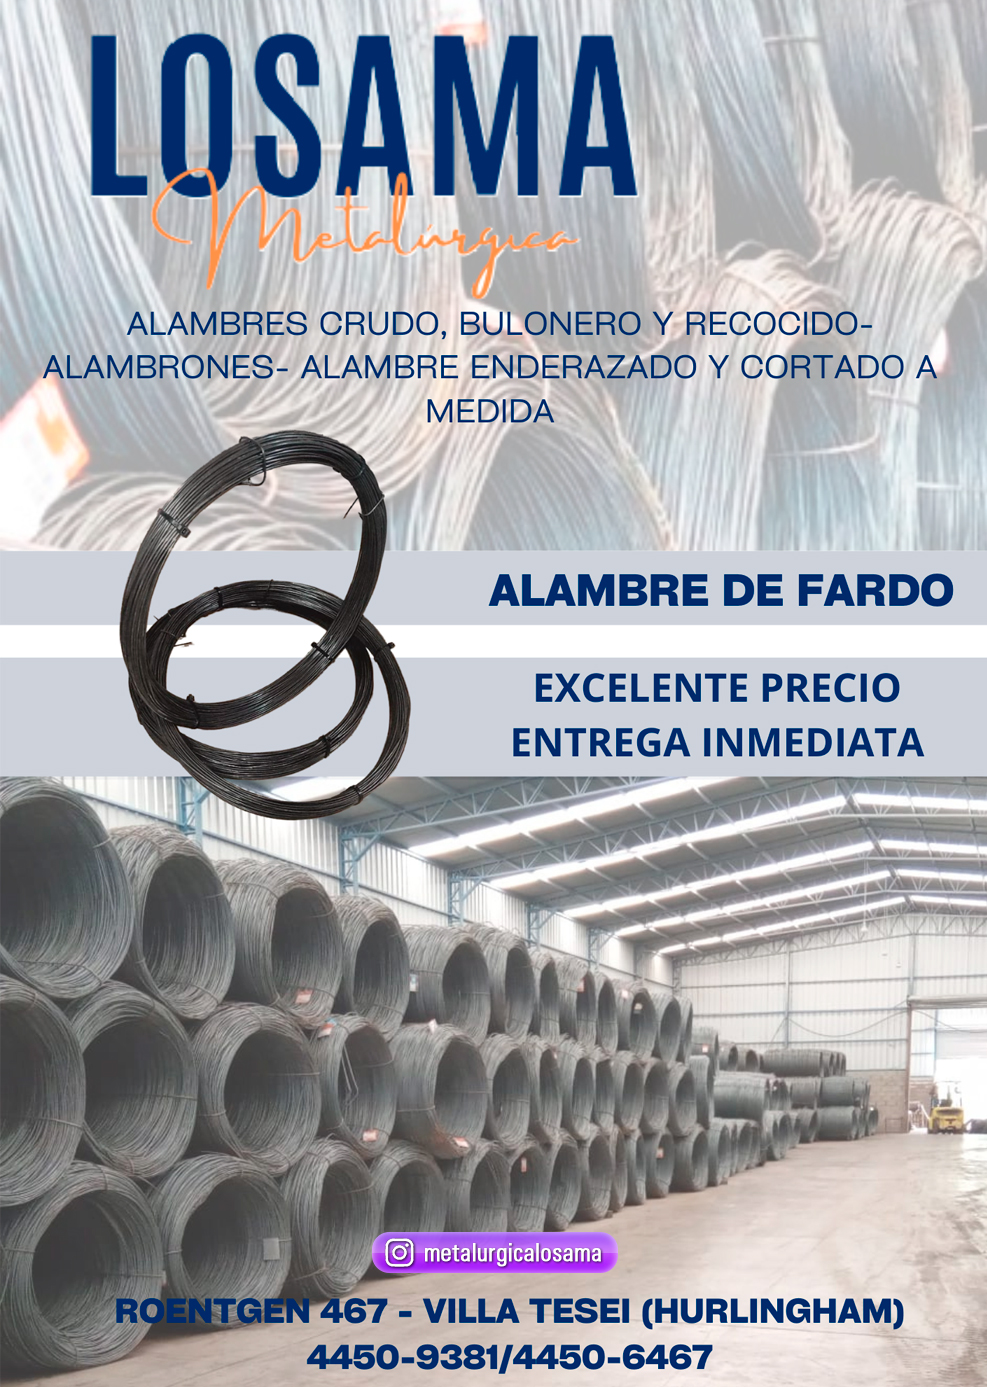 LOSAMA
Metalúrgica
ALAMBRES CRUDO, BULONERO Y RECOCIDO-
ALAMBRONES- ALAMBRE ENDERAZADO Y CORTADO A
MEDIDA
ALAMBRE DE FARDO
EXCELENTE PRECIO
ENTREGA INMEDIATA
metalurgicalosama
ROENTGEN 467 - VILLA TESEI (HURLINGHAM)
4450-9381/4450-6467